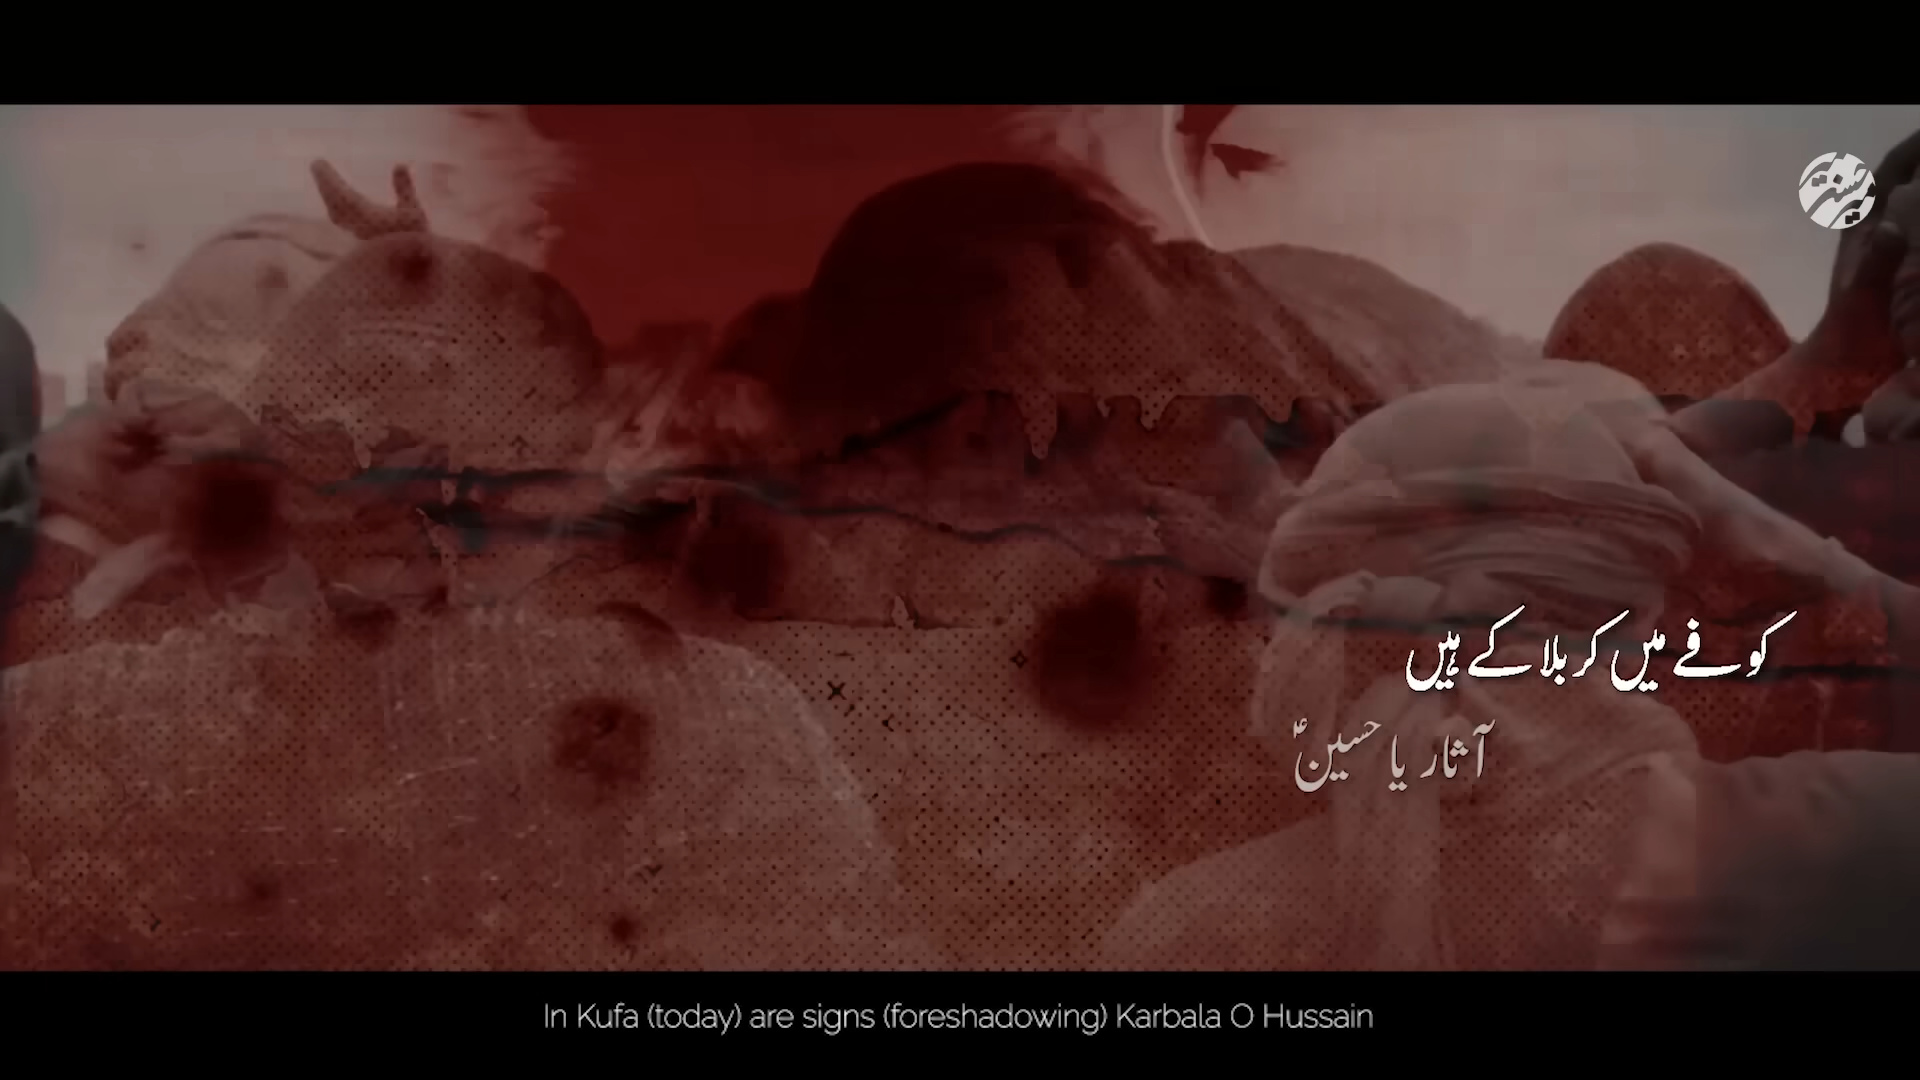 کوفے میں کربلا کے ہیں
آثار یا حسینؑ
In Kufa (today) are signs (foreshadowing) Karbala O Hussain